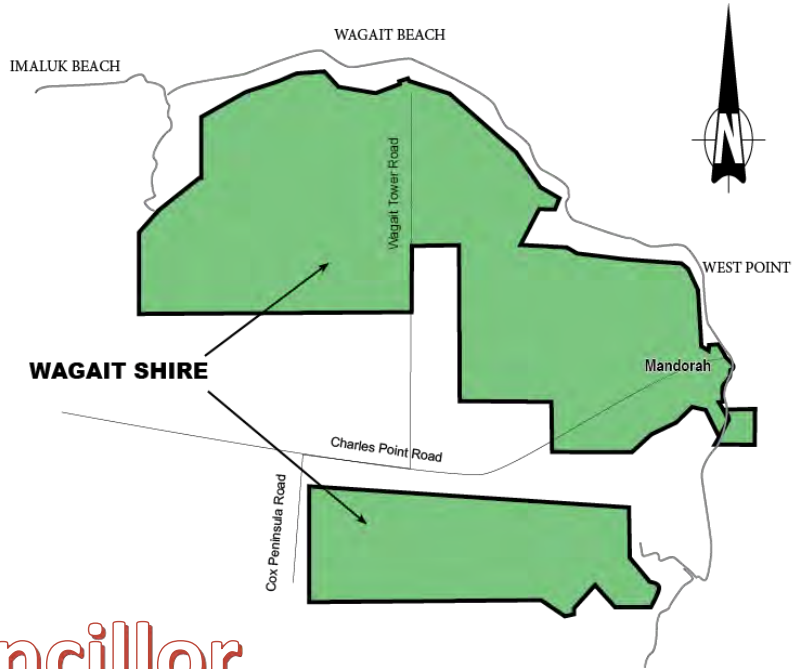 WAGAIT BEACH
IMALUK BEACH
N
Wagait Tower Road
WEST POINT
Mandorah
WAGAIT SHIRE
Charles Point Road
Cox Peninsula Road
ncillor